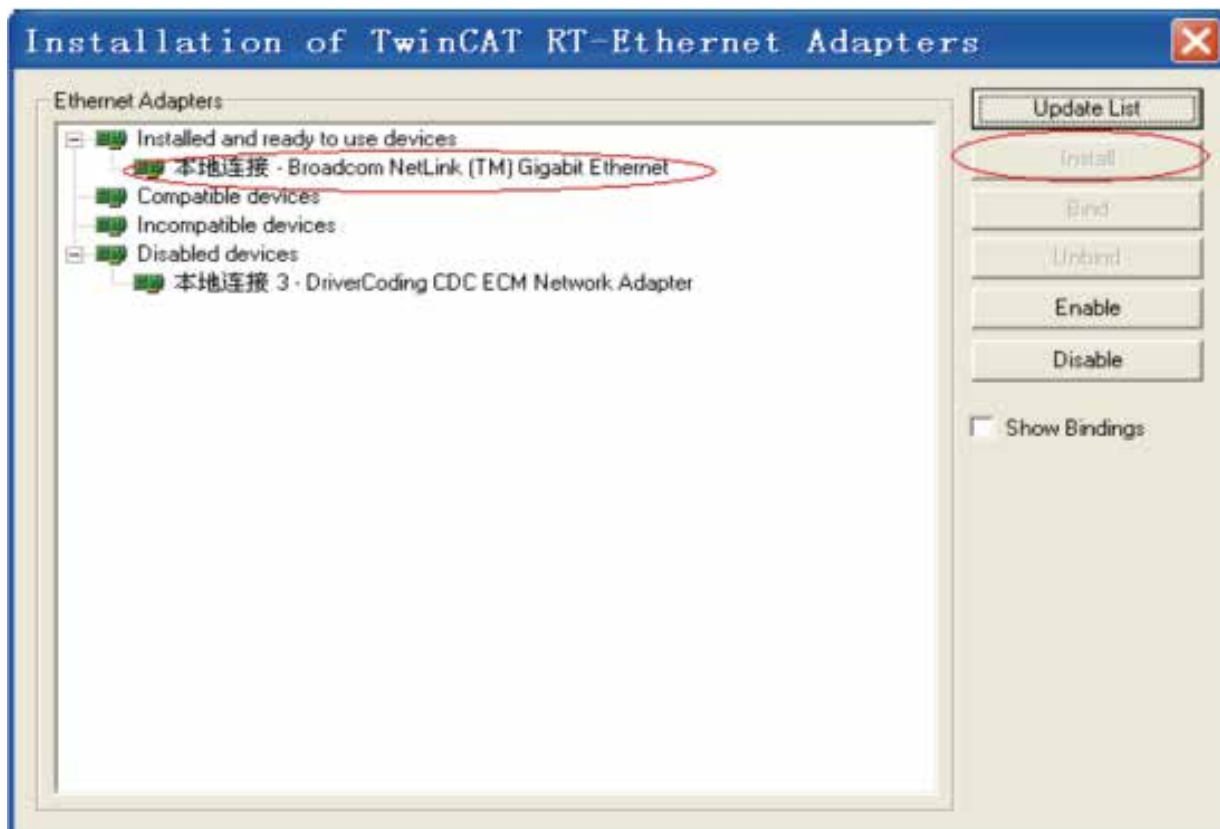 Installation of TwinCAT RT-Ethernet Adapters
Ethernet Adapters
Installed and ready to use devices
本地连接 - Broadcom NetLink (TM) Gigabit Ethernet
Compatible devices
Incompatible devices
Disabled devices
本地连接 3 - DriverCoding CDC ECM Network Adapter
Update List
Install
Bind
Unbind
Enable
Disable
Show Bindings